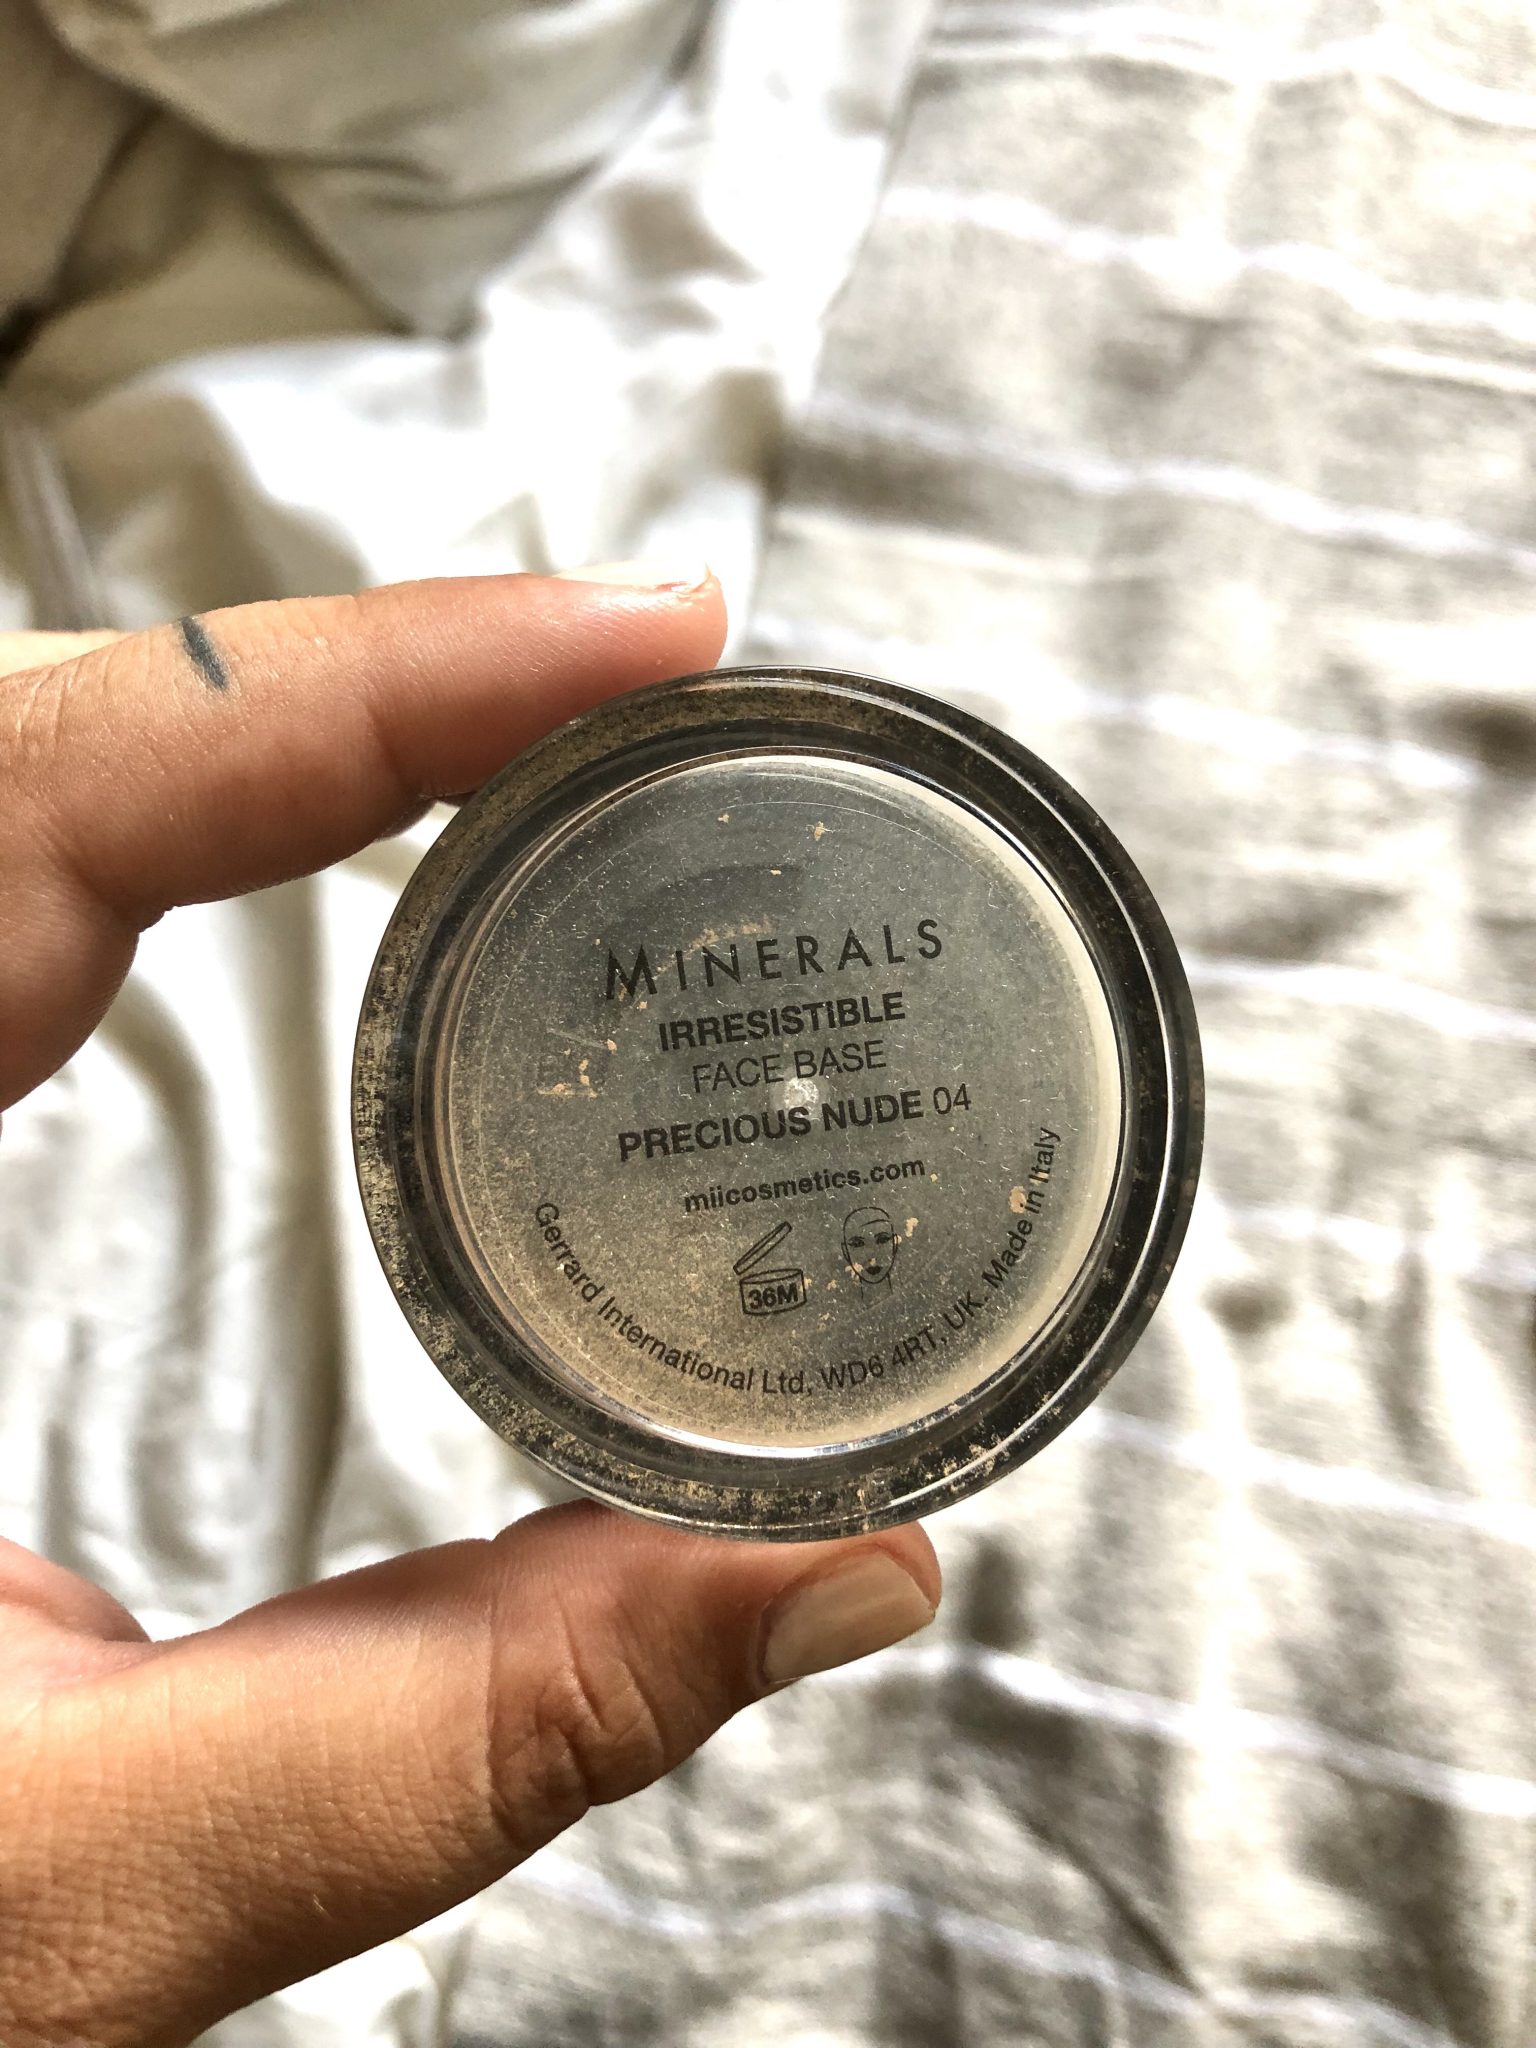 MINERALS
IRRESISTIBLE
FACE BASE
PRECIOUS NUDE 04
miicosmetics.com
36M
Gerrard International Ltd, WD6 4RT, UK. Made in Italy